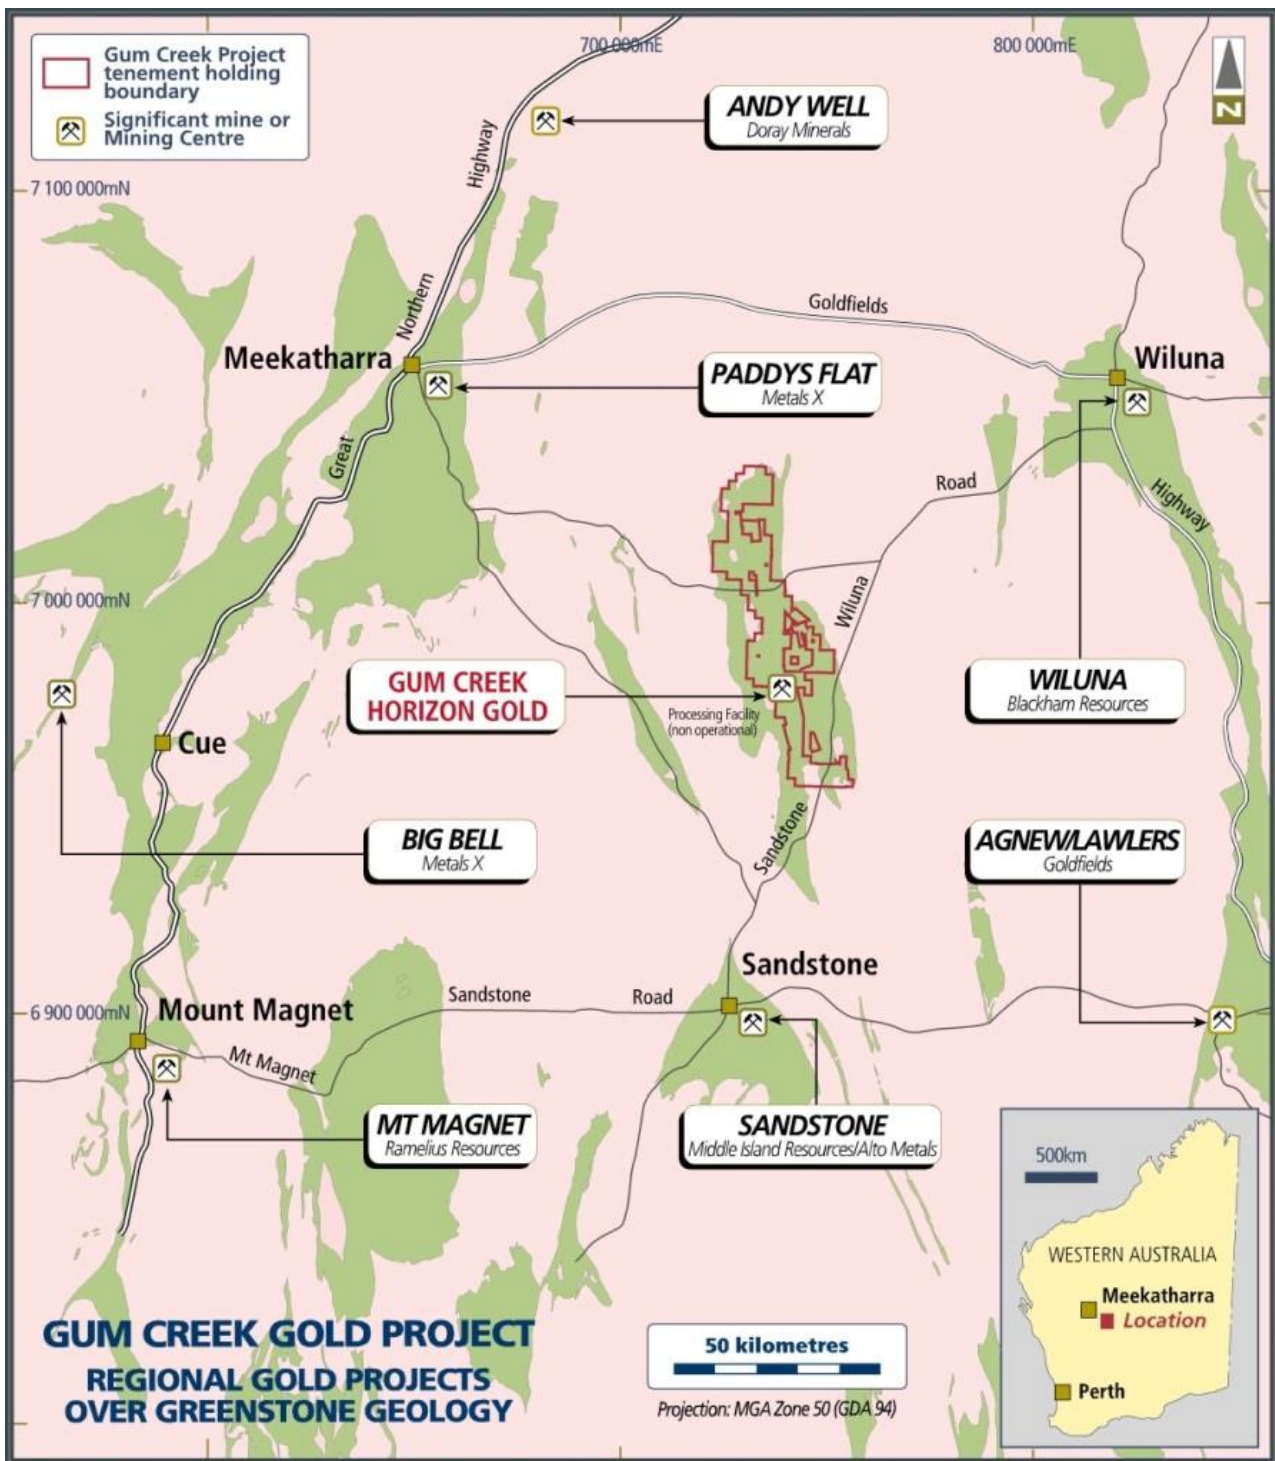 Gum Creek Project
tenement holding
boundary
Significant mine or
Mining Centre
700 000mE
800 000mE
N
7 100 000mN
ANDY WELL
Doray Minerals
Highway
Northern
Great
Goldfields
Meekatharra
Wiluna
PADDYS FLAT
Metals X
Road
Highway
7 000 000mN
Wiluna
GUM CREEK
HORIZON GOLD
Processing Facility
(non operational)
WILUNA
Blackham Resources
Cue
BIG BELL
Metals X
Sandstone
AGNEW/LAWLERS
Goldfields
Sandstone
6 900 000mN
Mount Magnet
Sandstone
Road
Mt Magnet
MT MAGNET
Ramelius Resources
SANDSTONE
Middle Island Resources/Alto Metals
500km
WESTERN AUSTRALIA
Meekatharra
Location
Perth
GUM CREEK GOLD PROJECT
REGIONAL GOLD PROJECTS
OVER GREENSTONE GEOLOGY
50 kilometres
Projection: MGA Zone 50 (GDA 94)